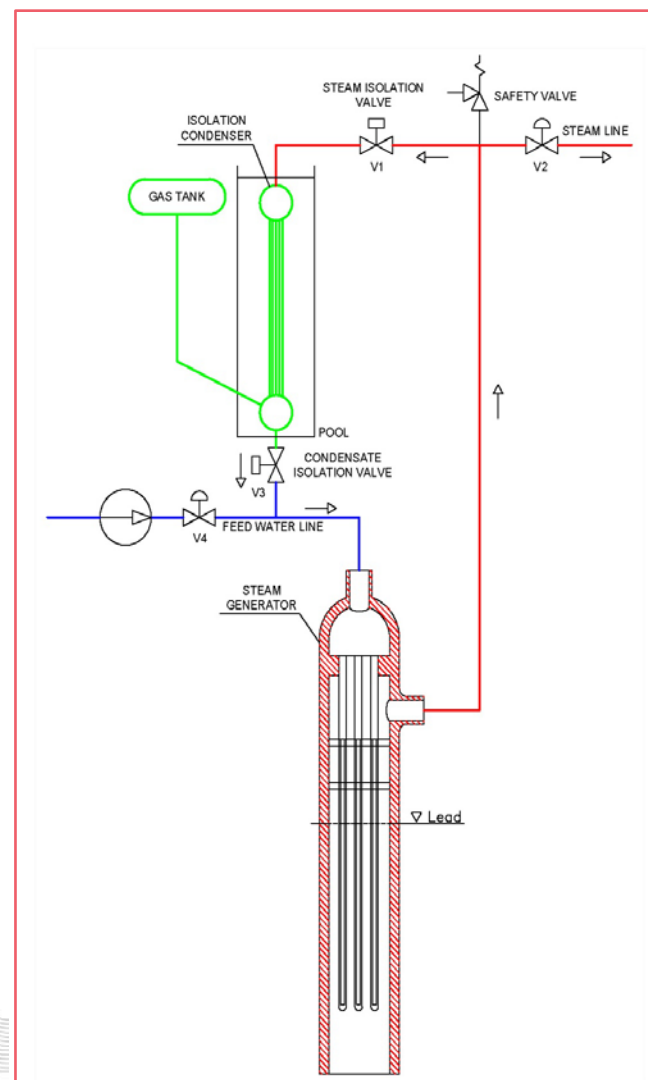 STEAM ISOLATION
VALVE
SAFETY VALVE
ISOLATION
CONDENSER
STEAM LINE
V1
V2
GAS TANK
POOL
CONDENSATE
ISOLATION VALVE
V3
FEED WATER LINE
V4
STEAM
GENERATOR
Lead